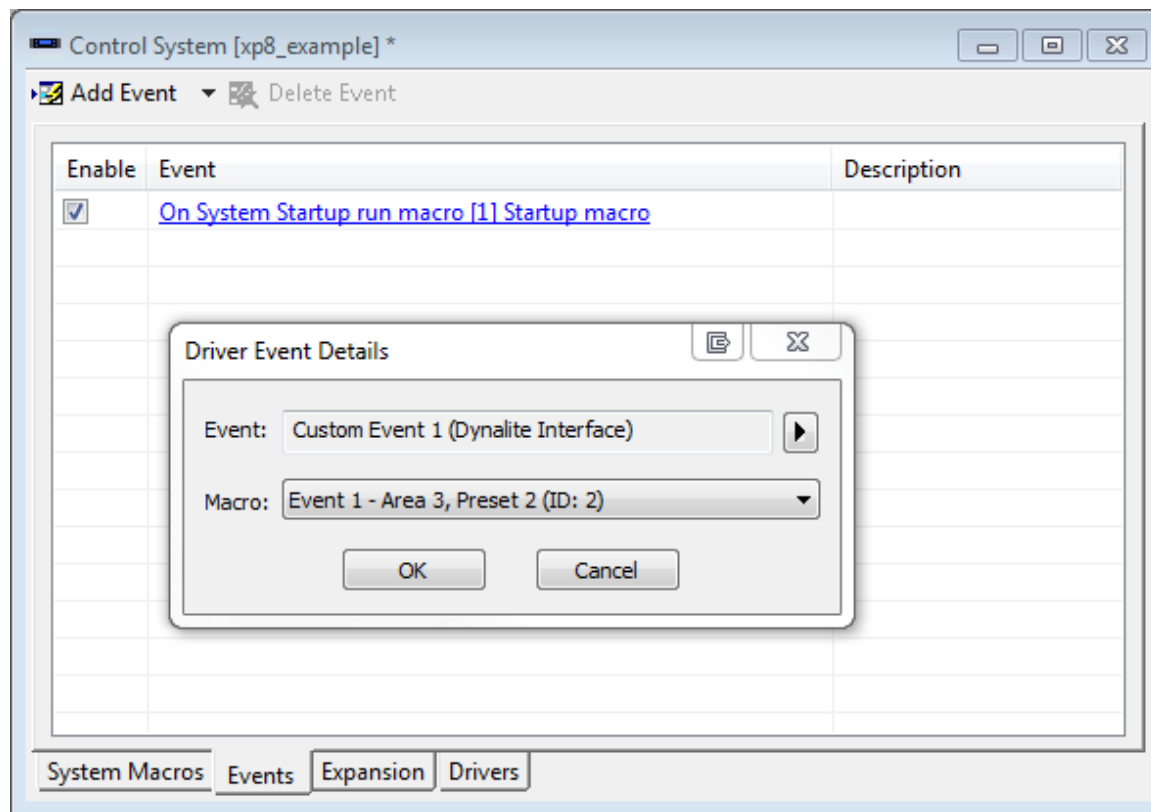 Control System [xp8_example] *
Add Event Delete Event
Enable Event Description
On System Startup run macro [1] Startup macro
Driver Event Details
Event: Custom Event 1 (Dynalite Interface)
Macro: Event 1 - Area 3, Preset 2 (ID: 2)
OK Cancel
System Macros Events Expansion Drivers